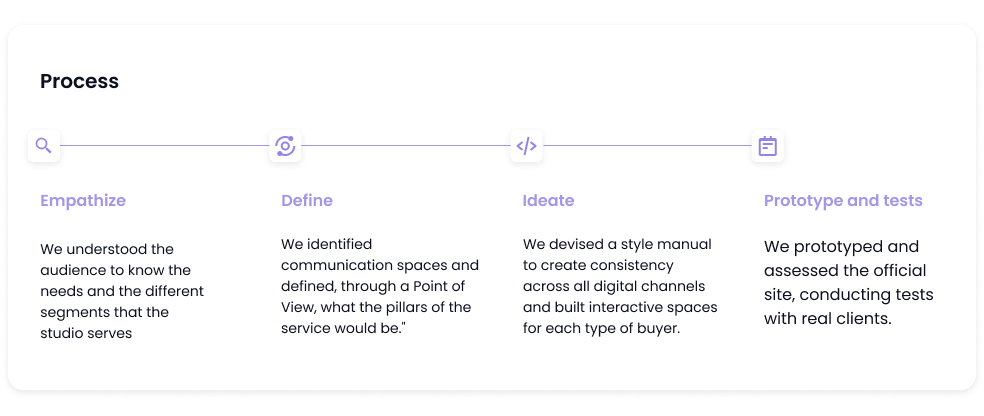 Process
Empathize
We understood the
audience to know the
needs and the different
segments that the
studio serves
Define
We identified
communication spaces and
defined, through a Point of
View, what the pillars of the
service would be."
Ideate
We devised a style manual
to create consistency
across all digital channels
and built interactive spaces
for each type of buyer.
Prototype and tests
We prototyped and
assessed the official
site, conducting tests
with real clients.